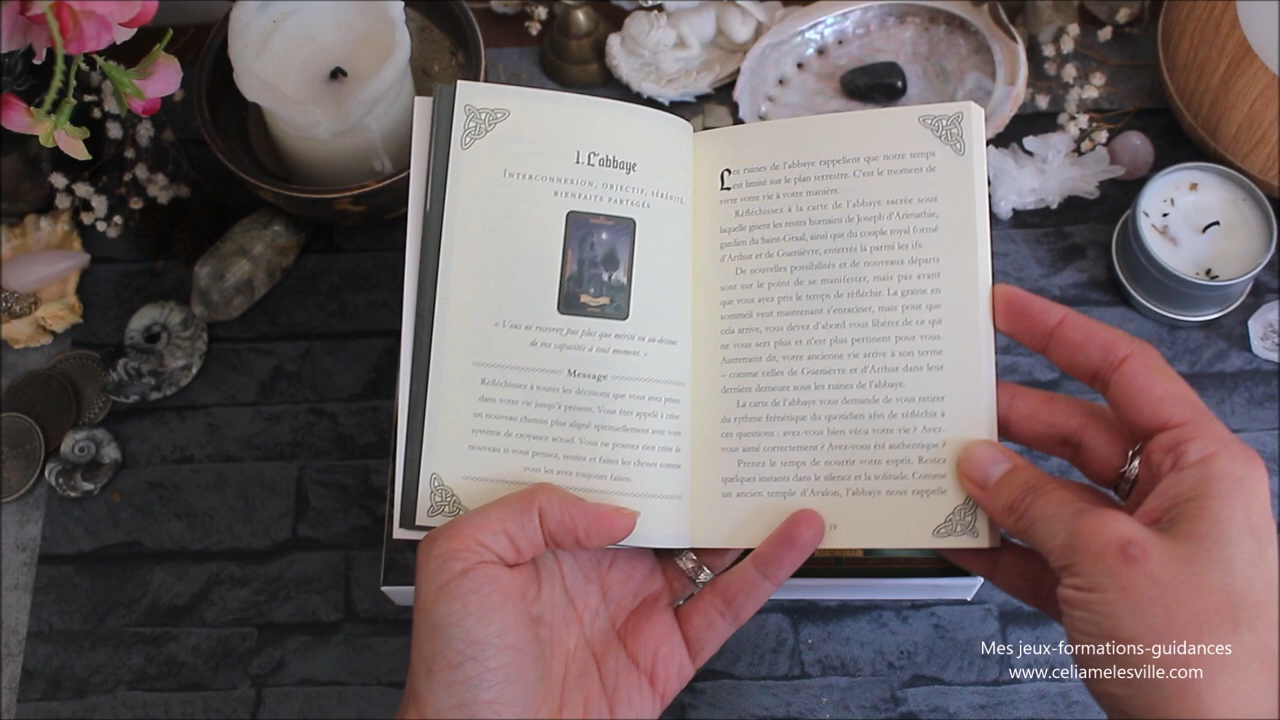 1. L'abbaye
Interconnexion, objectif, sérénité,
bienfaits partagés
« Vous ne recevrez pas plus que mérité ou au-dessus
de vos capacités à tout moment. »
Message
Réfléchissez à toutes les décisions que vous avez prises
dans votre vie jusqu'à présent. Vous êtes appelé à créer
un nouveau chemin plus aligné spirituellement avec votre
système de croyance actuel. Vous ne pouvez rien créer de
nouveau si vous pensez, sentez et faites les choses comme
vous les avez toujours faites.
Les ruines de l'abbaye rappellent que notre temps
est limité sur le plan terrestre. C'est le moment de
vivre votre vie à votre manière.
Réfléchissez à la carte de l'abbaye sacrée sous
laquelle gisent les restes humains de Joseph d'Arimathie,
gardien du Saint-Graal, ainsi que du couple royal formé
d'Arthur et de Guenièvre, enterrés là parmi les ifs.
De nouvelles possibilités et de nouveaux départs
sont sur le point de se manifester, mais pas avant
que vous ayez pris le temps de réfléchir. La graine en
sommeil veut maintenant s'enraciner, mais pour que
cela arrive, vous devez d'abord vous libérez de ce qui
ne vous sert plus et n'est plus pertinent pour vous.
Autrement dit, votre ancienne vie arrive à son terme
– comme celles de Guenièvre et d'Arthur dans leur
dernière demeure sous les ruines de l'abbaye.
La carte de l'abbaye vous demande de vous retirer
du rythme frénétique du quotidien afin de réfléchir à
ces questions : avez-vous bien vécu votre vie ? Avez-
vous aimé correctement ? Avez-vous été authentique ?
Prenez le temps de nourrir votre esprit. Restez
quelques instants dans le silence et la solitude. Comme
un ancien temple d'Avalon, l'abbaye nous rappelle
19
Mes jeux-formations-guidances
www.celiamelesville.com